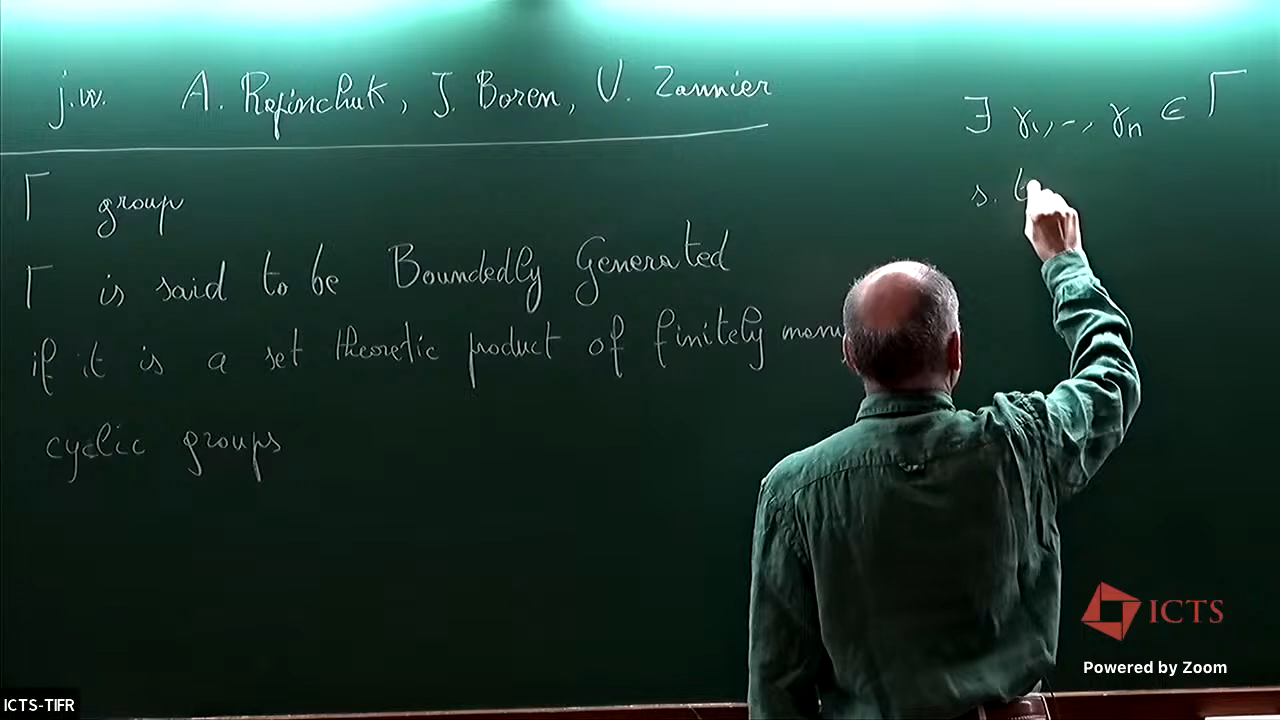 j.w. A. Rapinchuk, J. Boren, U. Zannier
Γ group
Γ is said to be Boundedly Generated
if it is a set theoretic product of finitely many
cyclic groups
∃ γ₁, .., γn ∈ Γ
s. t
ICTS
Powered by Zoom
ICTS-TIFR